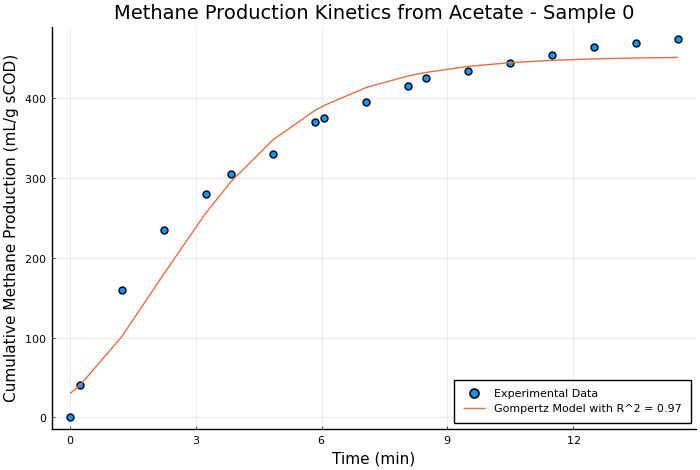 Methane Production Kinetics from Acetate - Sample 0
Cumulative Methane Production (mL/g sCOD)
400
300
200
100
0
0 3 6 9 12
Time (min)
Experimental Data
Gompertz Model with R^2 = 0.97